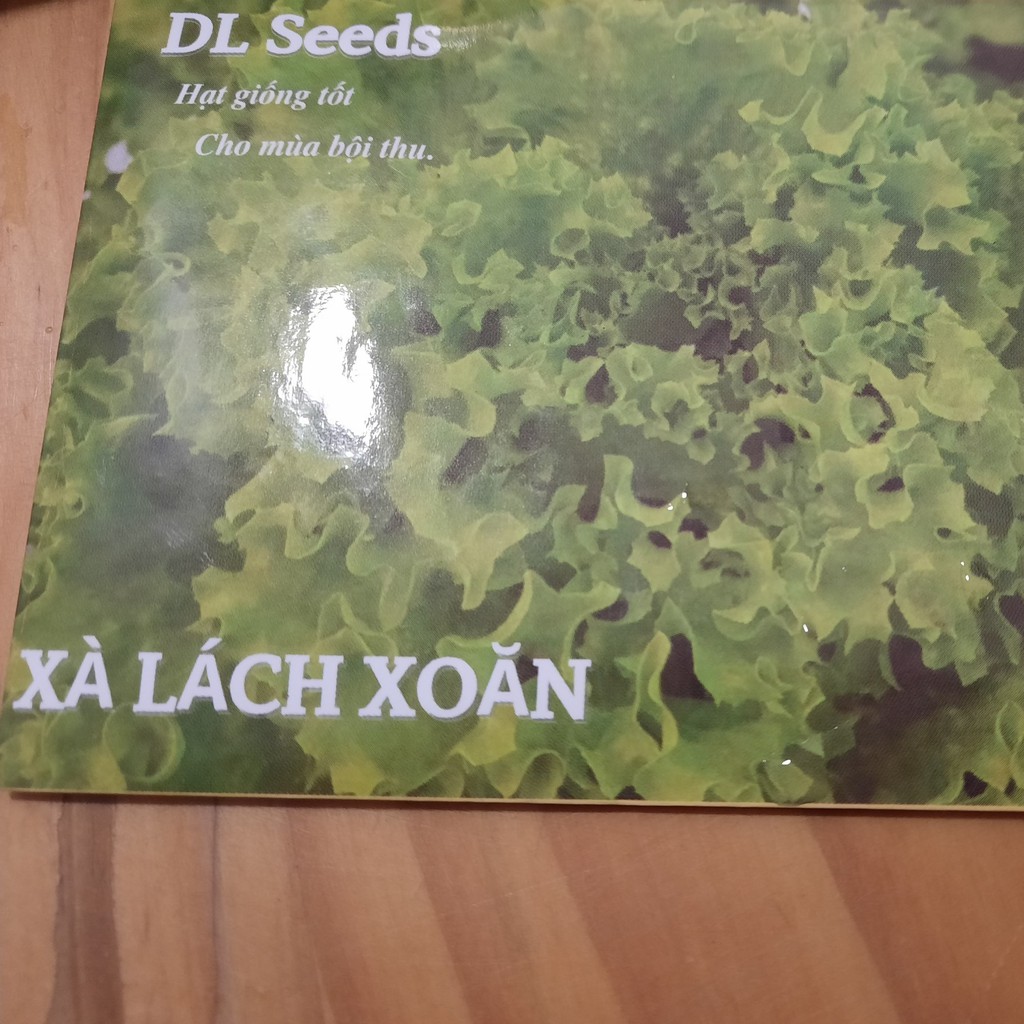 DL Seeds
Hạt giống tốt
Cho mùa bội thu.
XÀ LÁCH XOĂN